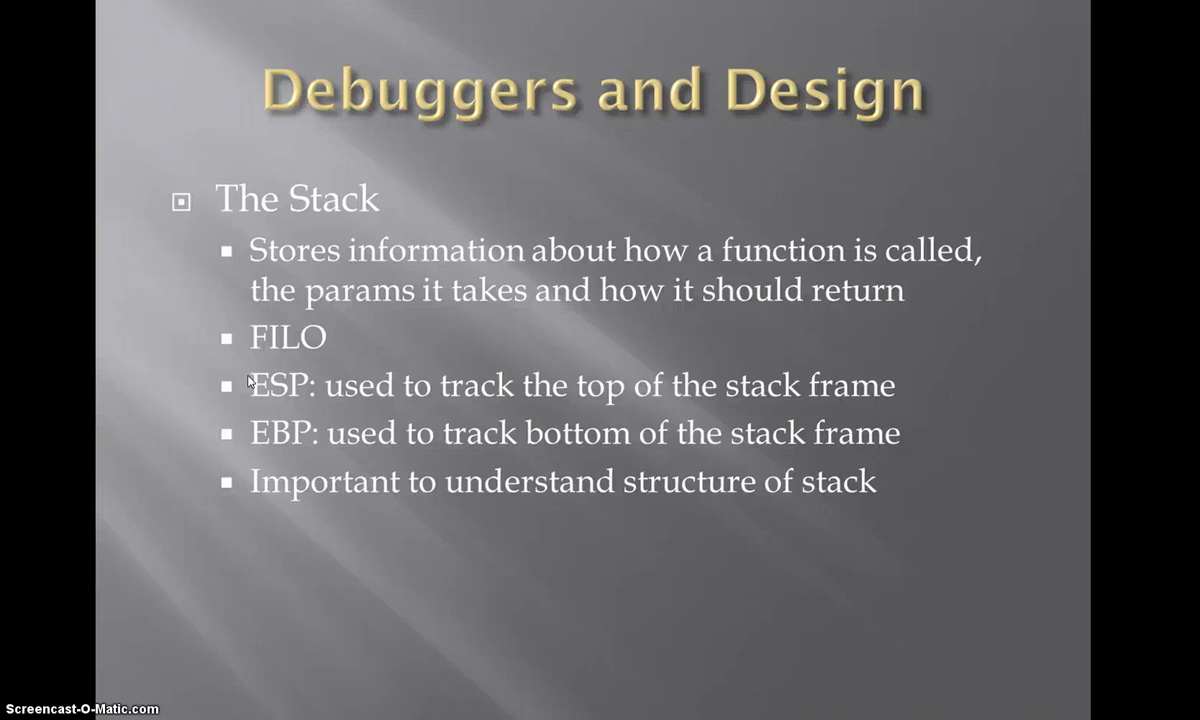 Debuggers and Design
The Stack
Stores information about how a function is called,
the params it takes and how it should return
FILO
ESP: used to track the top of the stack frame
EBP: used to track bottom of the stack frame
Important to understand structure of stack
Screencast-O-Matic.com